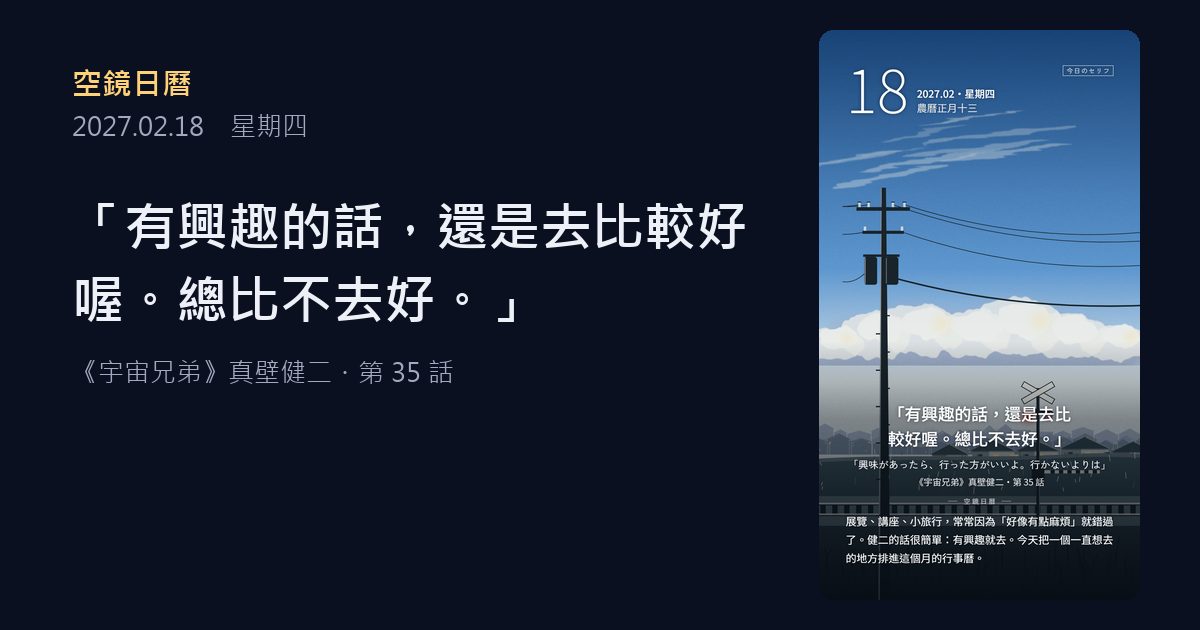 空鏡日曆
2027.02.18 星期四
「有興趣的話，還是去比較好
喔。總比不去好。」
《宇宙兄弟》真壁健二・第 35 話
18
2027.02・星期四
農曆正月十三
今日のセリフ
「有興趣的話，還是去比
較好喔。總比不去好。」
「興味があったら、行った方がいいよ。行かないよりは」
《宇宙兄弟》真壁健二・第 35 話
空鏡日曆
展覽、講座、小旅行，常常因為「好像有點麻煩」就錯過
了。健二的話很簡單：有興趣就去。今天把一個一直想去
的地方排進這個月的行事曆。